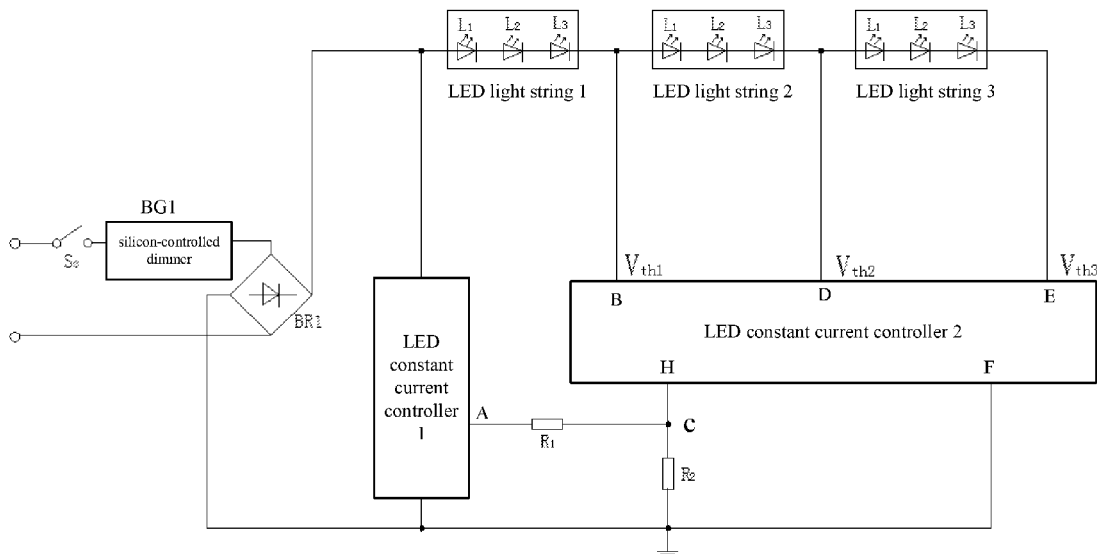 L1 L2 L3
L1 L2 L3
L1 L2 L3
LED light string 1
LED light string 2
LED light string 3
BG1
silicon-controlled
dimmer
Vth1
Vth2
Vth3
B
D
E
BR1
LED
constant
current
controller
1
LED constant current controller 2
H
F
A
R1
C
R2